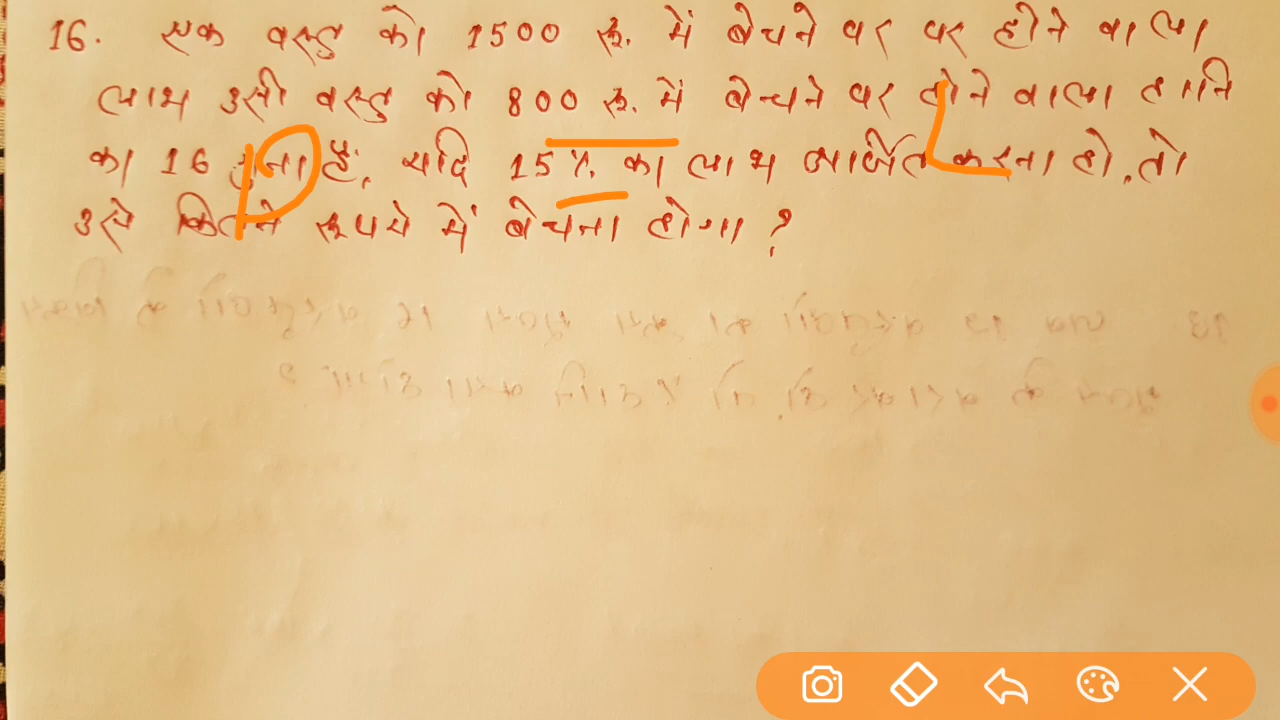 16. एक वस्तु को 1500 रू. में बेचने पर पर होने वाला
लाभ उसी वस्तु को 800 रू. में बेचने पर होने वाला हानि
का 16 गुना है, यदि 15% का लाभ अर्जित करना हो, तो
उसे कितने रूपये में बेचना होगा ?
P
L